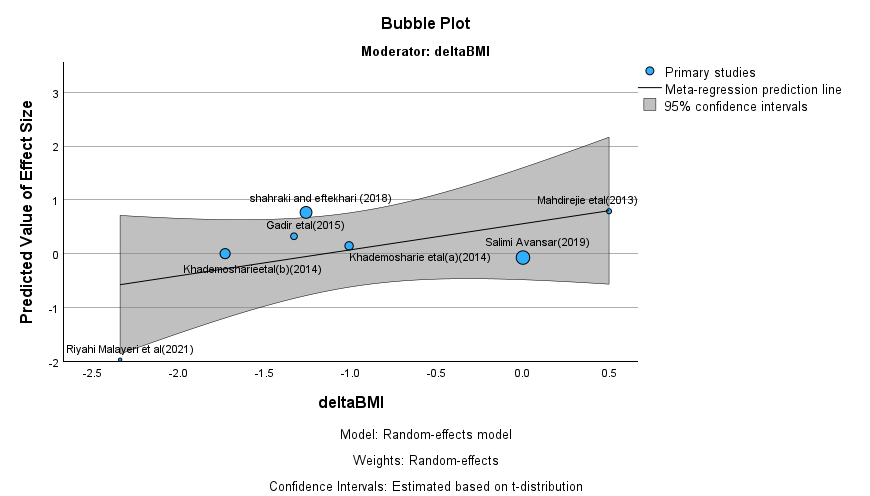 Bubble Plot
Moderator: deltaBMI
Primary studies
Meta-regression prediction line
95% confidence intervals
Predicted Value of Effect Size
3
2
1
0
-1
-2
shahraki and eftekhari (2018)
Mahdirejie etal(2013)
Gadir etal(2015)
Salimi Avansar(2019)
Khademosharie etal(a)(2014)
Khademosharieetal(b)(2014)
Riyahi Malayeri et al(2021)
-2.5 -2.0 -1.5 -1.0 -0.5 0.0 0.5
deltaBMI
Model: Random-effects model
Weights: Random-effects
Confidence Intervals: Estimated based on t-distribution